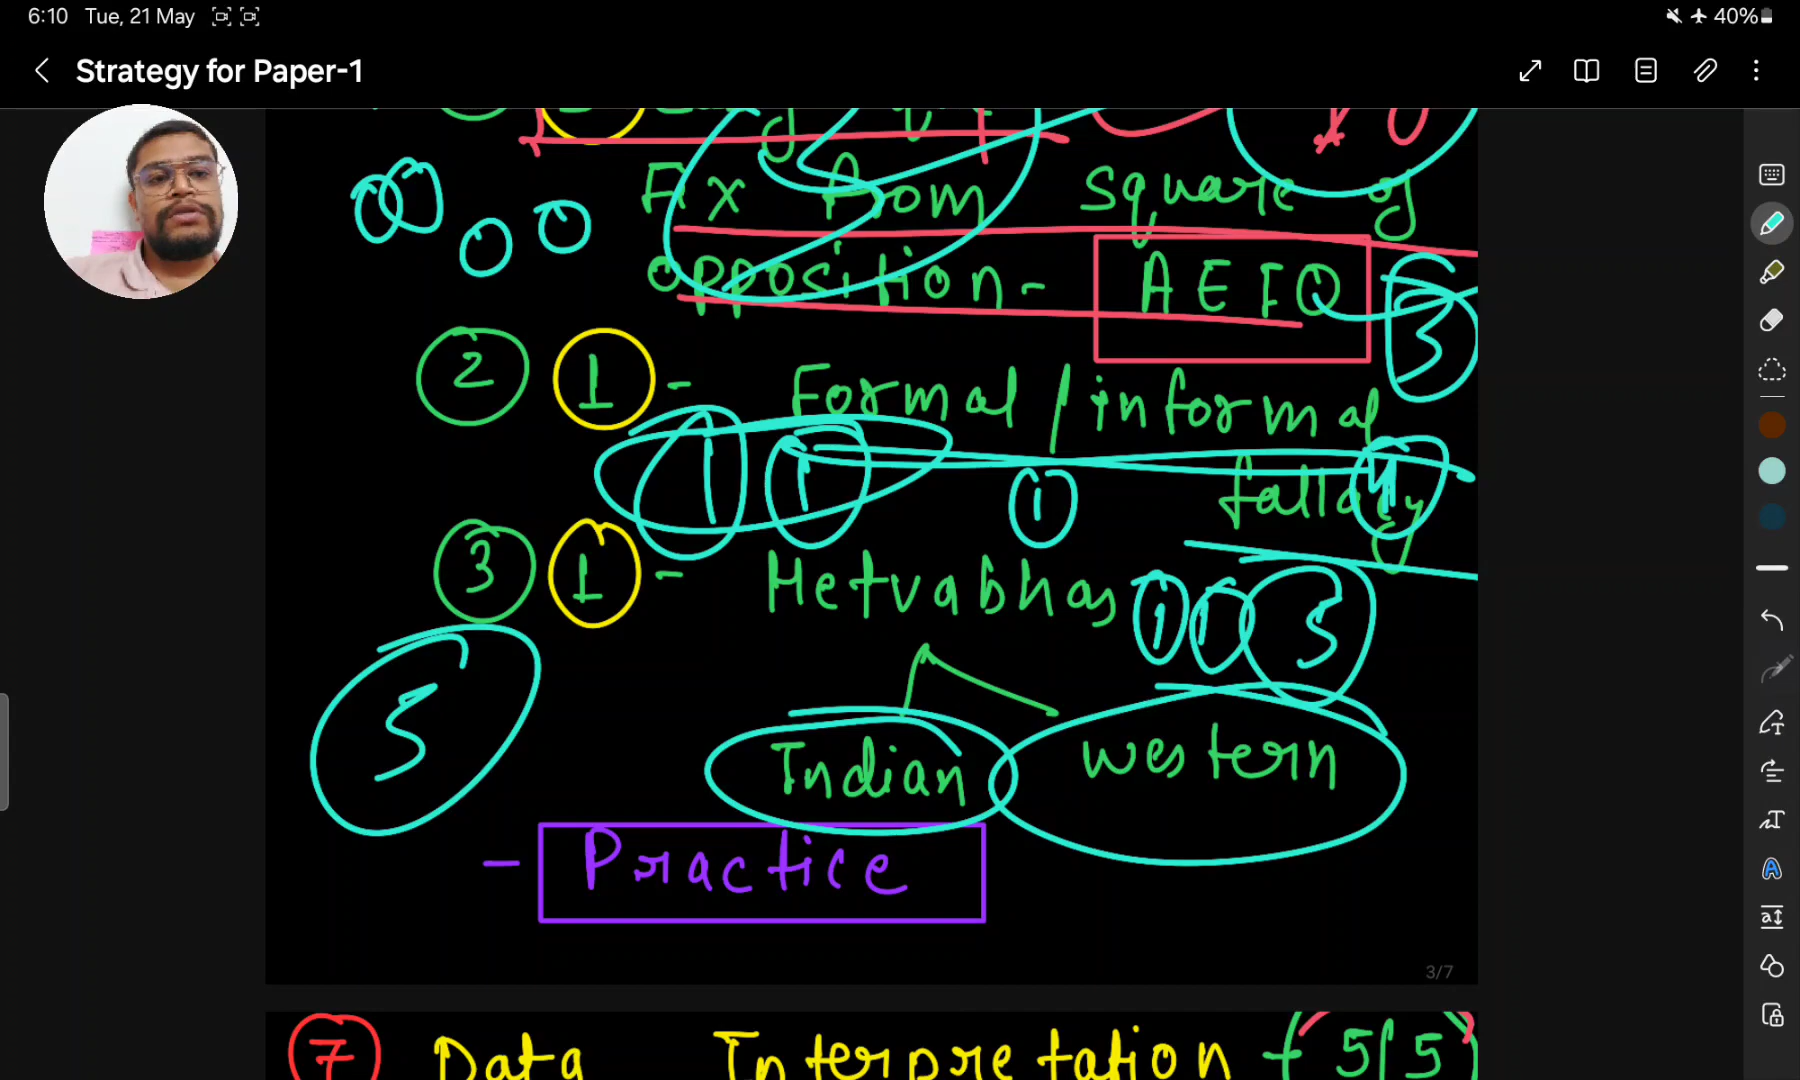 6:10 Tue, 21 May 40%
Strategy for Paper-1
Fix from square of
opposition- AEIO
2 1 - Formal/informal
1 1 1 fallacy
3 1 - Hetvabhas 1 1 5
5
Indian Western
- Practice
3/7
7 Data Interpretation (5/5)